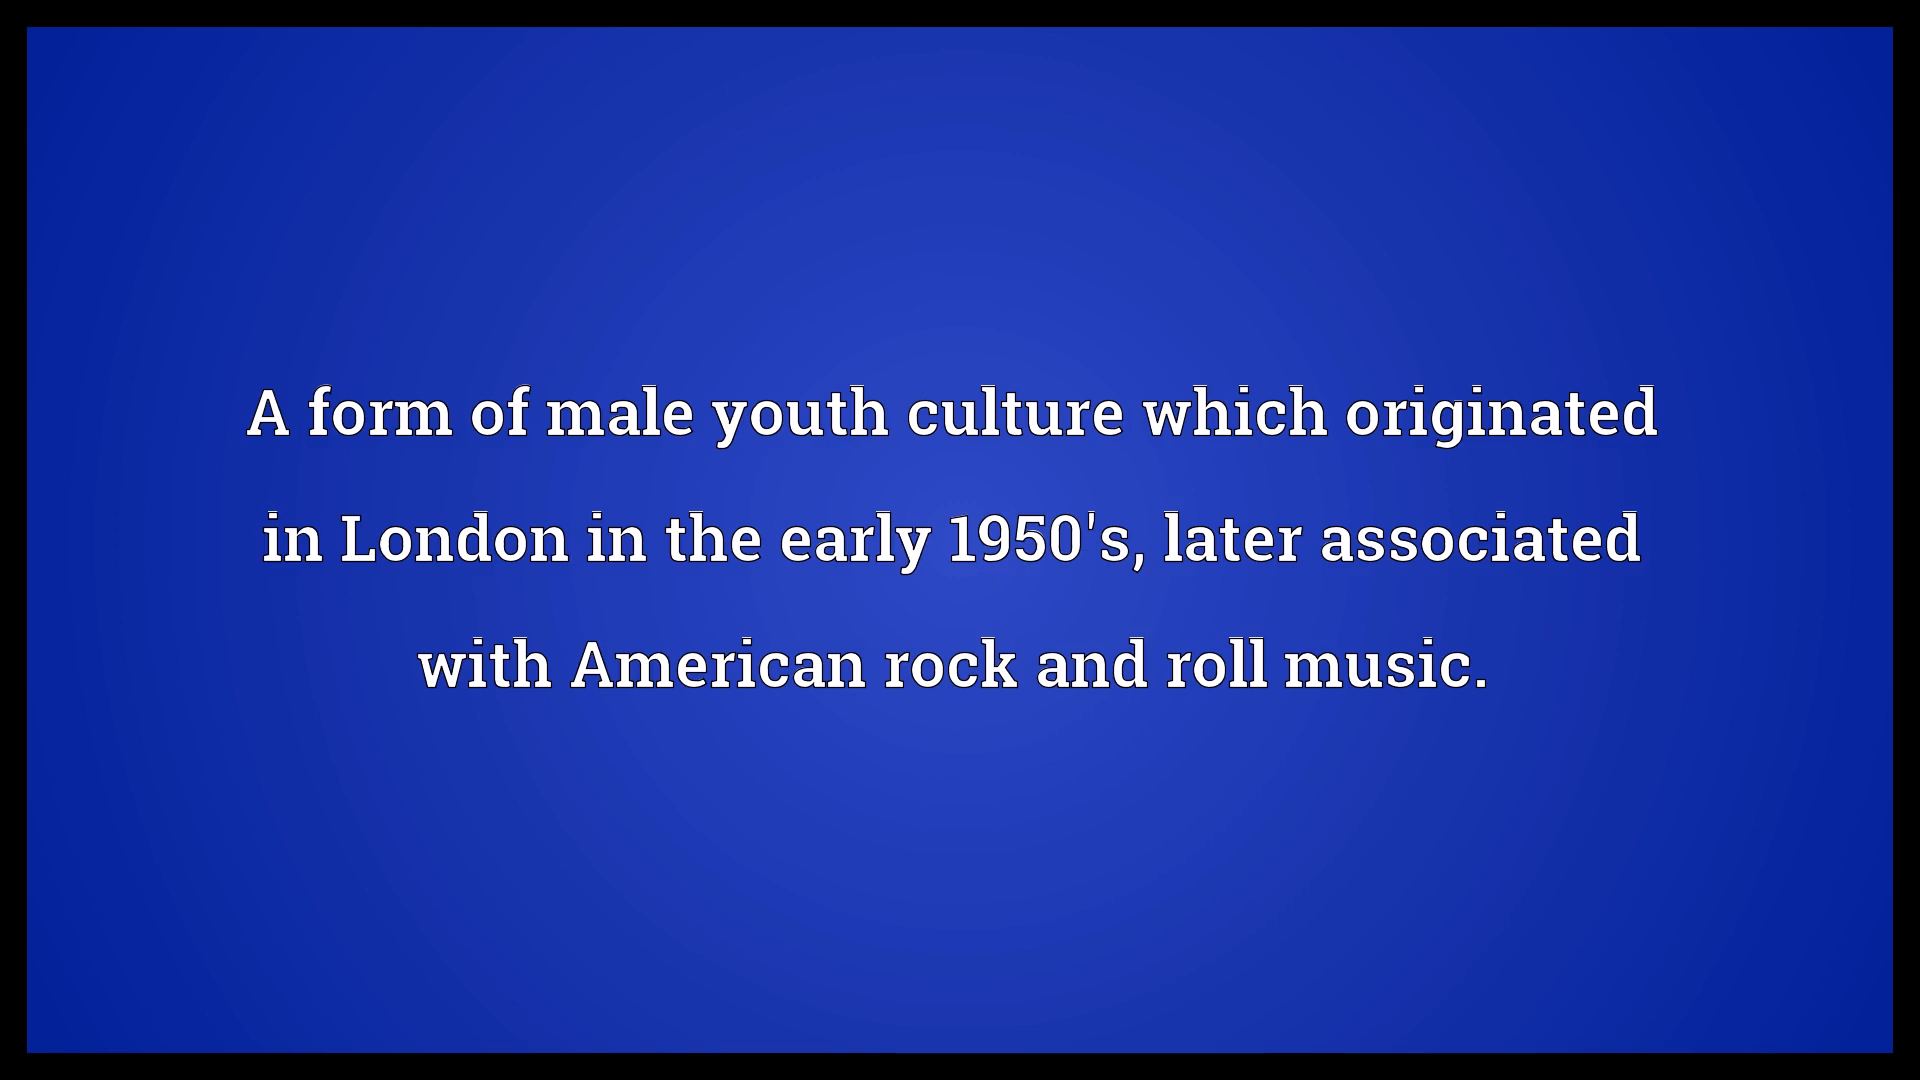 A form of male youth culture which originated
in London in the early 1950's, later associated
with American rock and roll music.